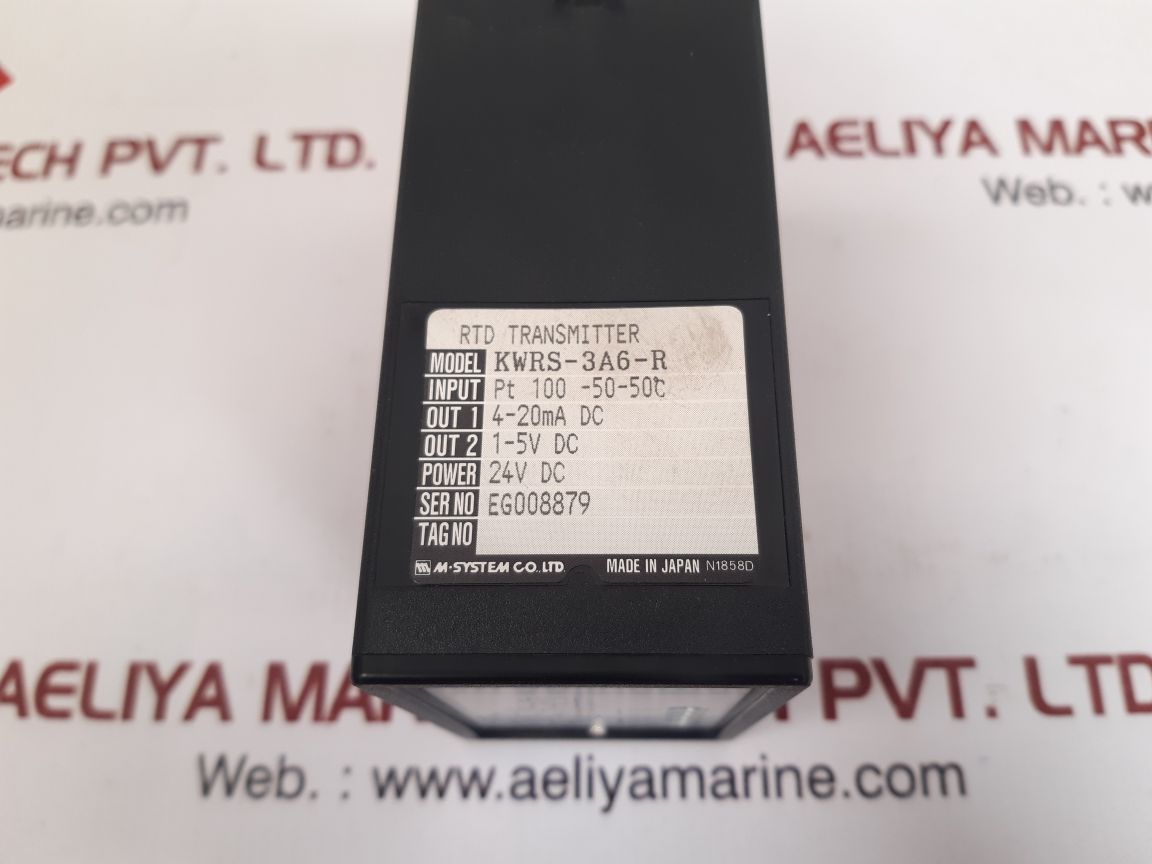 ECH PVT. LTD.
arine.com
AELIYA MAR
Web. : w
RTD TRANSMITTER
MODEL KWRS-3A6-R
INPUT Pt 100 -50-50℃
OUT 1 4-20mA DC
OUT 2 1-5V DC
POWER 24V DC
SER NO EG008879
TAG NO
M-SYSTEM CO.,LTD. MADE IN JAPAN N1858D
AELIYA MA H PVT. LTD
Web. : www.aeliyamarine.com